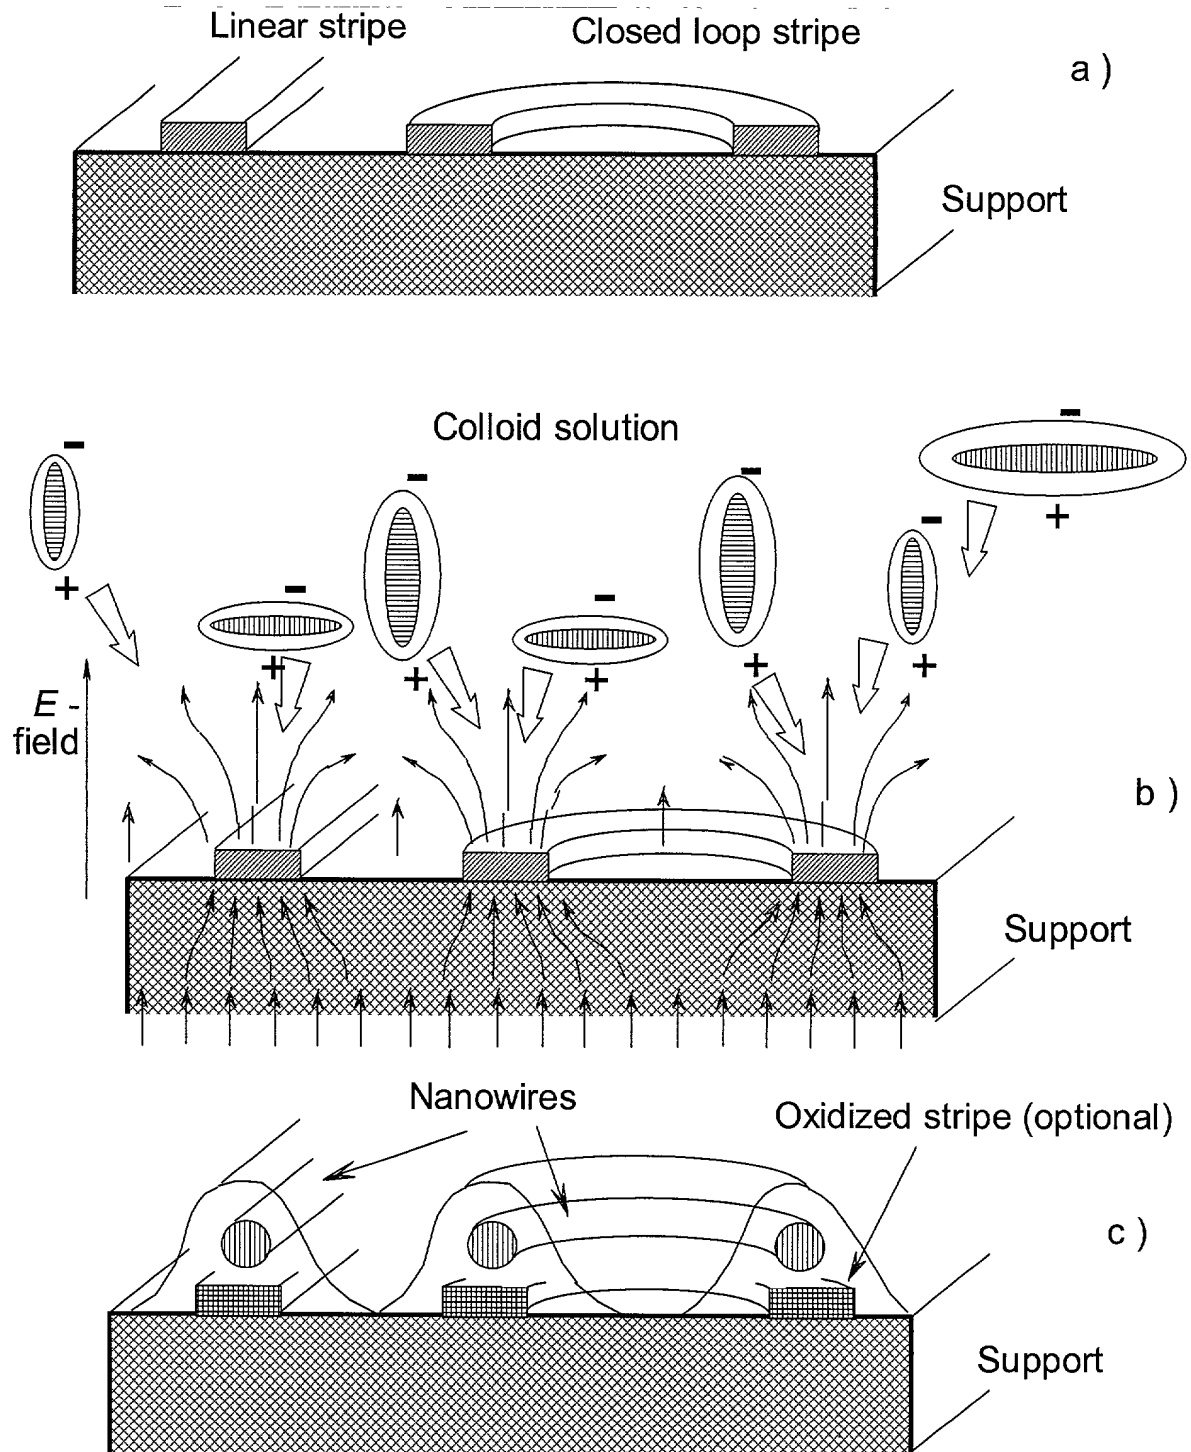 Linear stripe
Closed loop stripe
a )
Support
Colloid solution
-
-
-
-
+
-
+
-
-
+
+
+
+
+
E -
field
b )
Support
Nanowires
Oxidized stripe (optional)
c )
Support